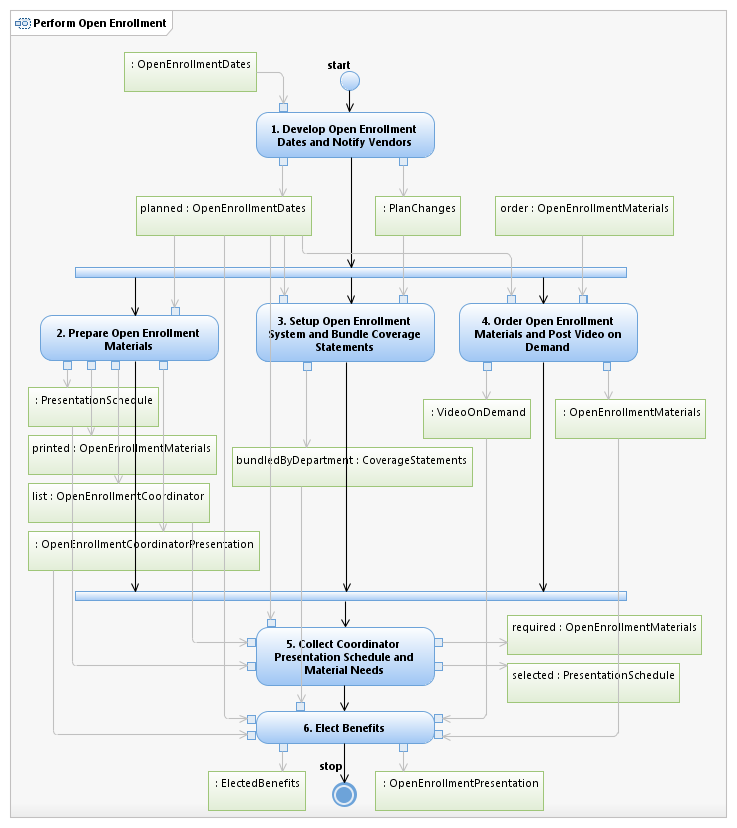 Perform Open Enrollment
: OpenEnrollmentDates
start
1. Develop Open Enrollment
Dates and Notify Vendors
planned : OpenEnrollmentDates
: PlanChanges
order : OpenEnrollmentMaterials
2. Prepare Open Enrollment
Materials
3. Setup Open Enrollment
System and Bundle Coverage
Statements
4. Order Open Enrollment
Materials and Post Video on
Demand
: PresentationSchedule
printed : OpenEnrollmentMaterials
list : OpenEnrollmentCoordinator
: OpenEnrollmentCoordinatorPresentation
bundledByDepartment : CoverageStatements
: VideoOnDemand
: OpenEnrollmentMaterials
5. Collect Coordinator
Presentation Schedule and
Material Needs
required : OpenEnrollmentMaterials
selected : PresentationSchedule
6. Elect Benefits
stop
: ElectedBenefits
: OpenEnrollmentPresentation